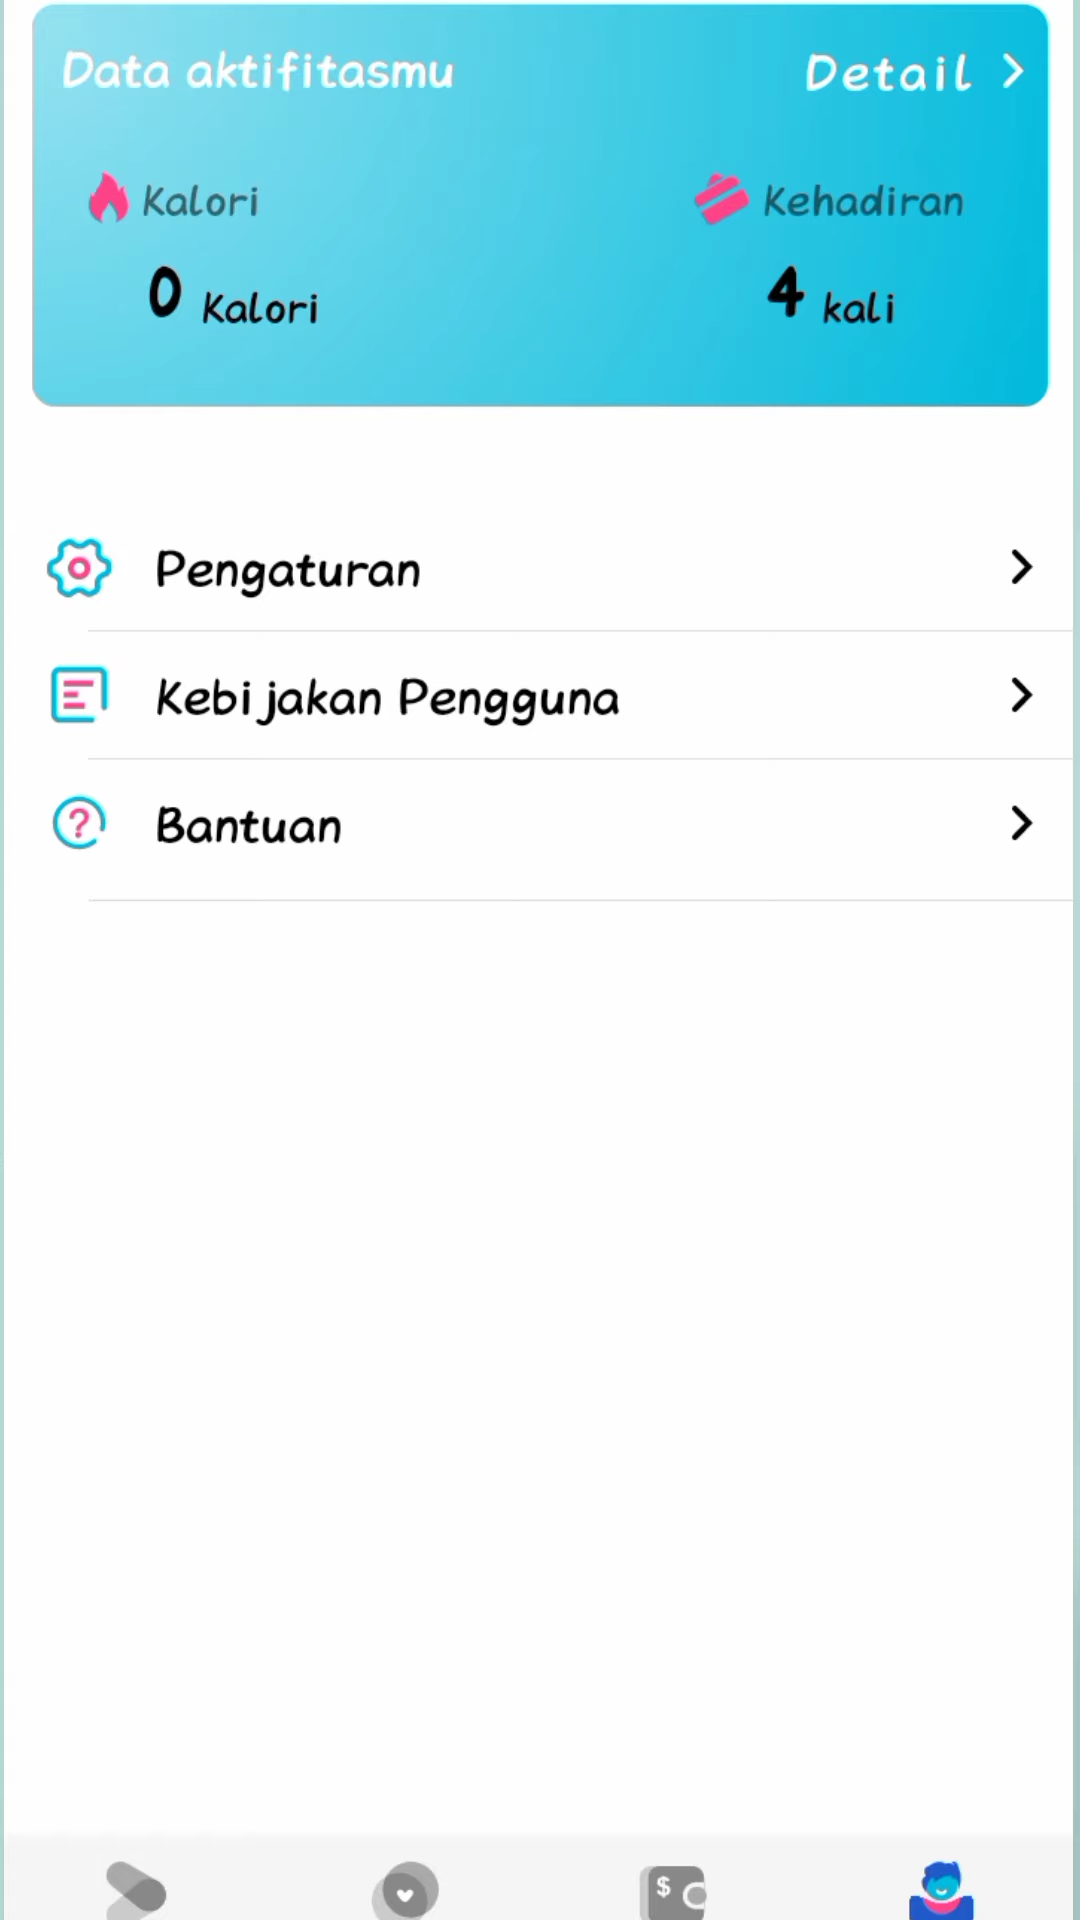 Data aktifitasmu Detail
Kalori Kehadiran
0 Kalori 4 kali
Pengaturan
Kebijakan Pengguna
Bantuan
$